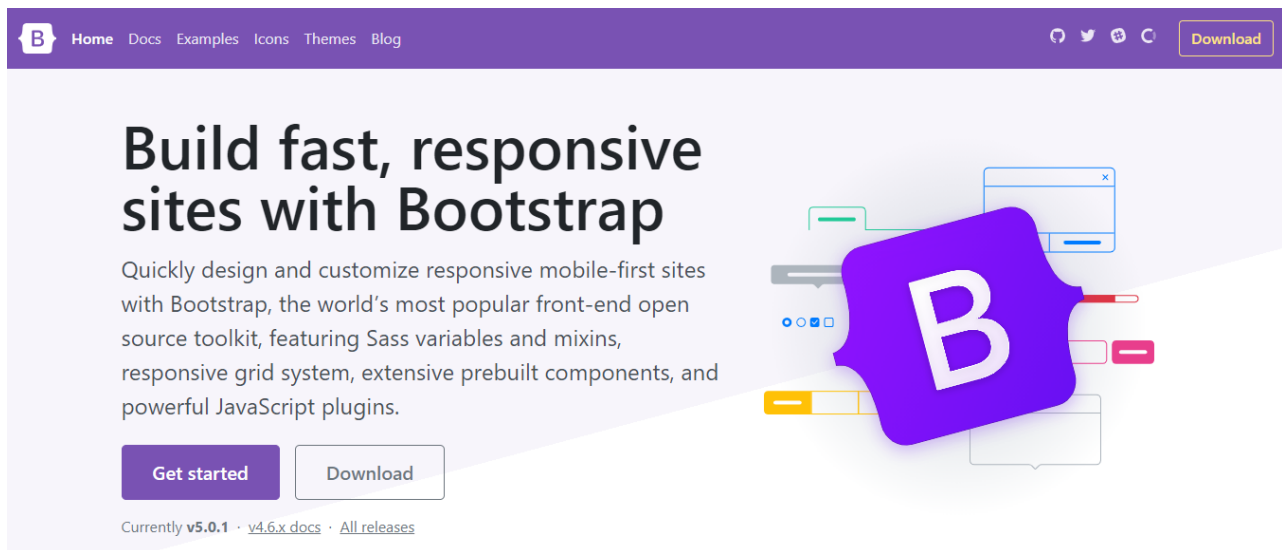 B Home Docs Examples Icons Themes Blog Download
Build fast, responsive
sites with Bootstrap
Quickly design and customize responsive mobile-first sites
with Bootstrap, the world’s most popular front-end open
source toolkit, featuring Sass variables and mixins,
responsive grid system, extensive prebuilt components, and
powerful JavaScript plugins.
Get started Download
Currently v5.0.1 · v4.6.x docs · All releases
B